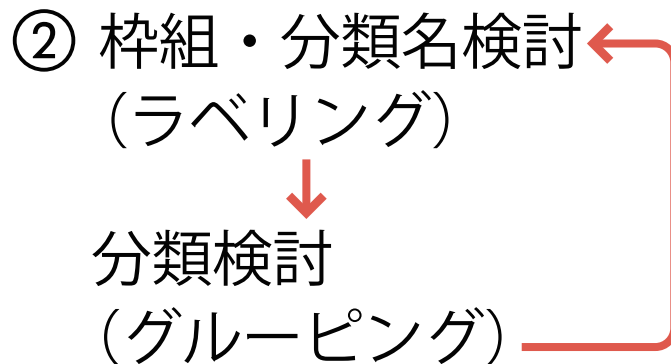 ② 枠組・分類名検討
（ラベリング）
分類検討
（グルーピング）